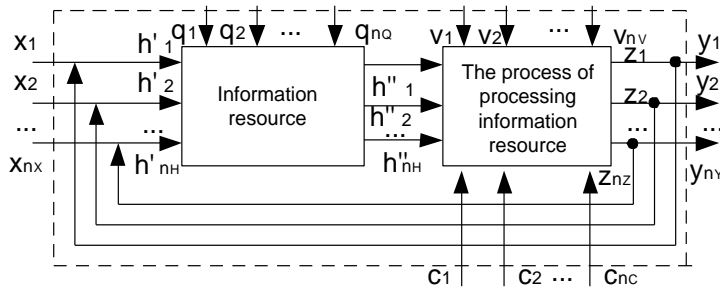 q1 q2 ... qnQ v1 v2 ... vnV
x1 h'1 z1 y1
x2 h'2 h''1 z2 y2
... ... h''2 ... ...
xnX h'nH ... znZ ynY
h''nH
Information
resource
The process of
processing
information
resource
c1 c2 ... cnC